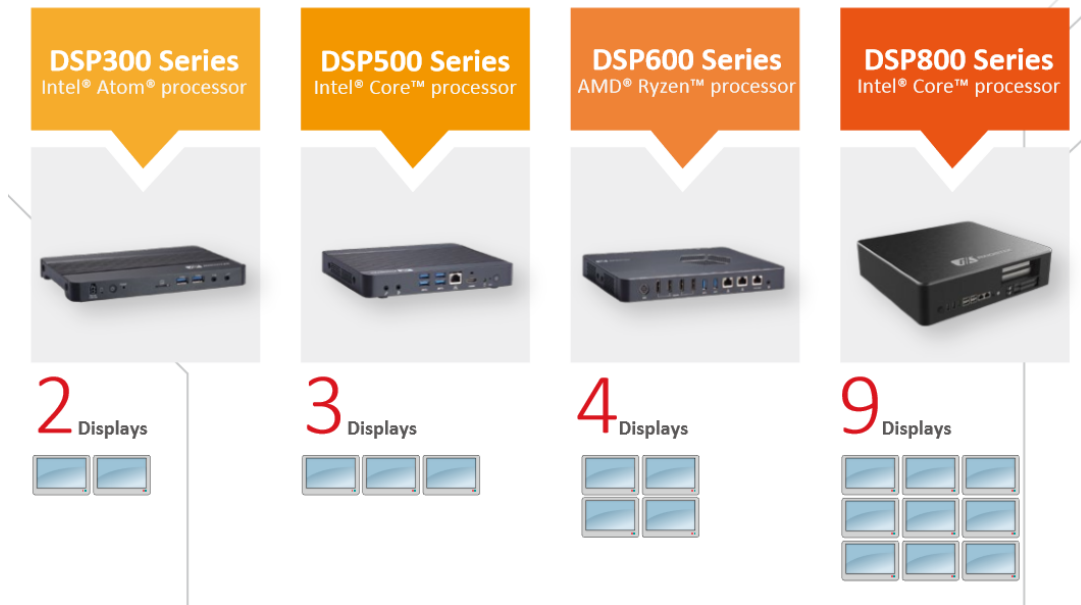 DSP300 Series
Intel® Atom® processor
DSP500 Series
Intel® Core™ processor
DSP600 Series
AMD® Ryzen™ processor
DSP800 Series
Intel® Core™ processor
2 Displays
3 Displays
4 Displays
9 Displays